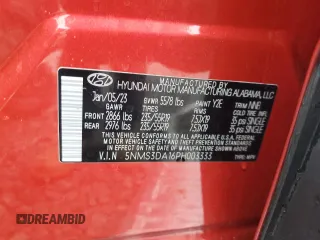 MANUFACTURED BY
HYUNDAI MOTOR MANUFACTURING ALABAMA, LLC
Jan/05/23 GVWR 5578 lbs PAINT Y2E TRIM NNB
GAWR TIRES RIMS
FRONT 2866 lbs 235/55R19 7.5JX19 35 psi SINGLE
REAR 2976 lbs 235/55R19 7.5JX19 35 psi SINGLE
THIS VEHICLE CONFORMS TO ALL APPLICABLE U.S. FEDERAL
MOTOR VEHICLE SAFETY STANDARDS IN EFFECT ON THE
DATE OF MANUFACTURE SHOWN ABOVE.
V.I.N 5NMS3DA16PH003333
DREAMBID